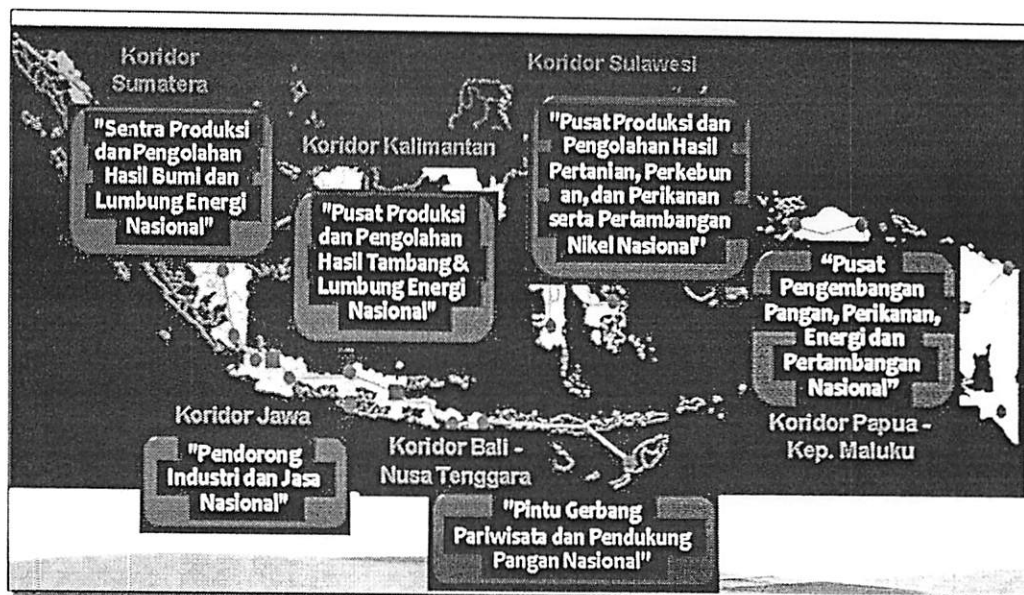 Koridor
Sumatera
"Sentra Produksi
dan Pengolahan
Hasil Bumi dan
Lumbung Energi
Nasional"
Koridor Kalimantan
"Pusat Produksi
dan Pengolahan
Hasil Tambang &
Lumbung Energi
Nasional"
Koridor Sulawesi
"Pusat Produksi dan
Pengolahan Hasil
Pertanian, Perkebun
an, dan Perikanan
serta Pertambangan
Nikel Nasional"
"Pusat
Pengembangan
Pangan, Perikanan,
Energi dan
Pertambangan
Nasional"
Koridor Papua -
Kep. Maluku
Koridor Jawa
"Pendorong
Industri dan Jasa
Nasional"
Koridor Bali -
Nusa Tenggara
"Pintu Gerbang
Pariwisata dan Pendukung
Pangan Nasional"